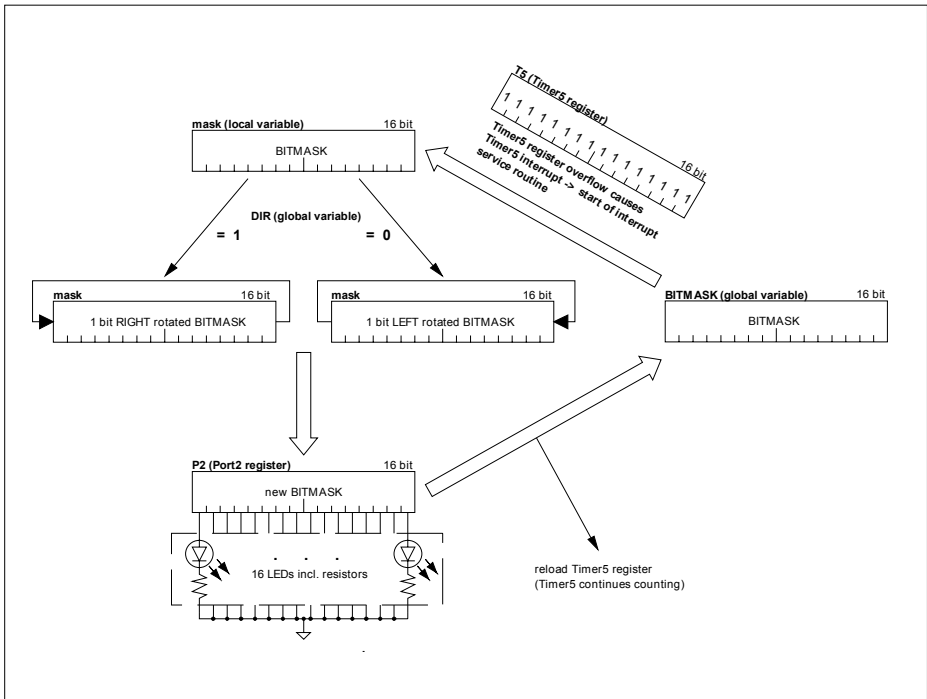 T5 (Timer5 register)
1 1 1 1 1 1 1 1 1 1 1 1 1 1 1 1
16 bit
Timer5 register overflow causes
Timer5 interrupt -> start of interrupt
service routine
mask (local variable) 16 bit
BITMASK
DIR (global variable)
= 1 = 0
mask 16 bit
1 bit RIGHT rotated BITMASK
mask 16 bit
1 bit LEFT rotated BITMASK
BITMASK (global variable) 16 bit
BITMASK
P2 (Port2 register) 16 bit
new BITMASK
. . .
16 LEDs incl. resistors
reload Timer5 register
(Timer5 continues counting)